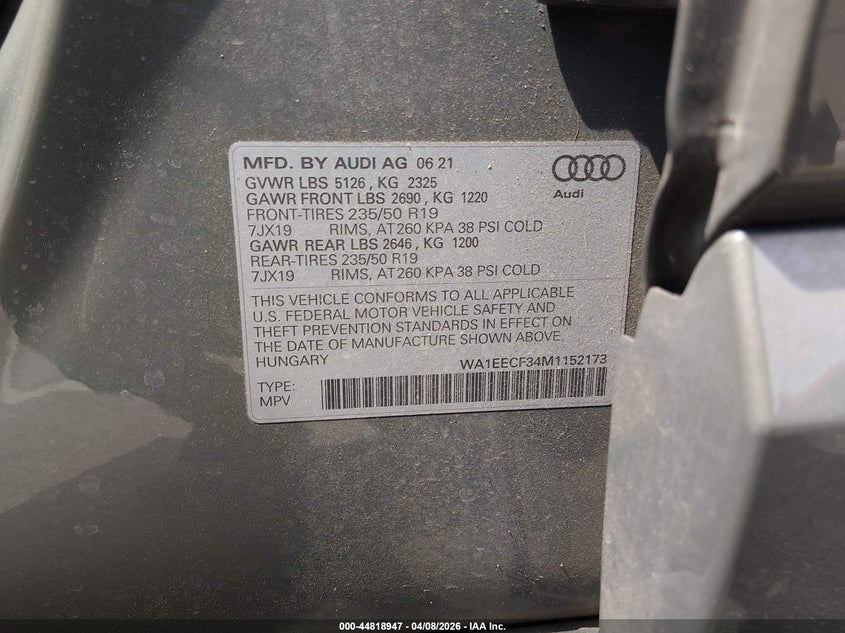 MFD. BY AUDI AG 06 21
GVWR LBS 5126, KG 2325
GAWR FRONT LBS 2690, KG 1220
FRONT-TIRES 235/50 R19
7JX19 RIMS, AT 260 KPA 38 PSI COLD
GAWR REAR LBS 2646, KG 1200
REAR-TIRES 235/50 R19
7JX19 RIMS, AT 260 KPA 38 PSI COLD
Audi
THIS VEHICLE CONFORMS TO ALL APPLICABLE
U.S. FEDERAL MOTOR VEHICLE SAFETY AND
THEFT PREVENTION STANDARDS IN EFFECT ON
THE DATE OF MANUFACTURE SHOWN ABOVE.
HUNGARY WA1EECF34M1152173
TYPE:
MPV
000-44818947 - 04/08/2026 - IAA Inc.